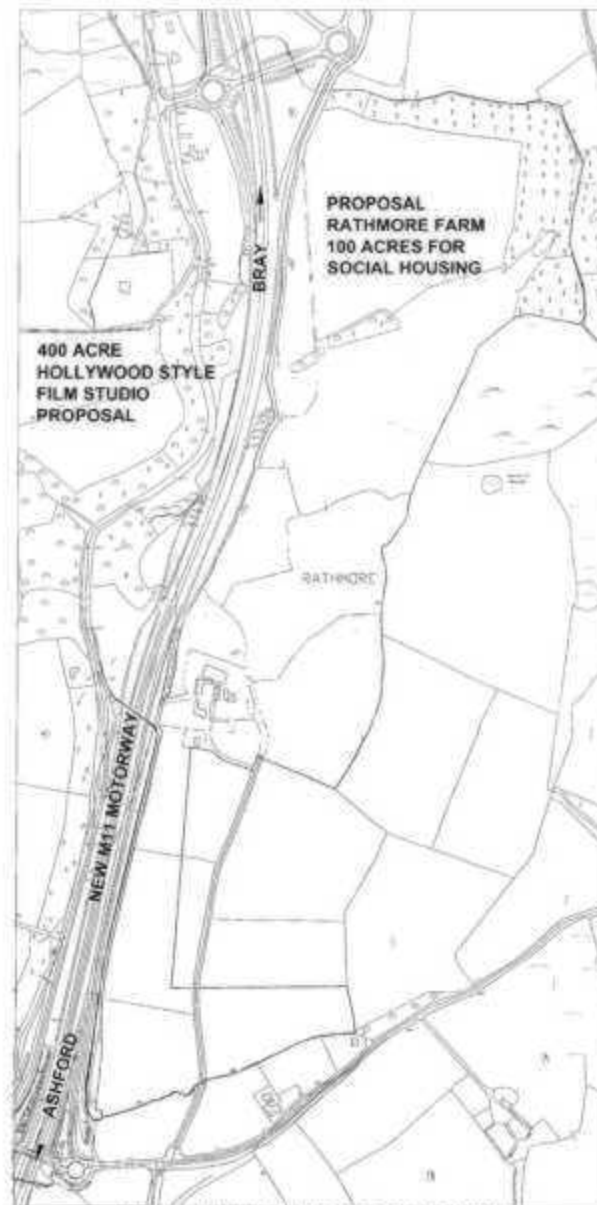 BRAY
PROPOSAL
RATHMORE FARM
100 ACRES FOR
SOCIAL HOUSING
400 ACRE
HOLLYWOOD STYLE
FILM STUDIO
PROPOSAL
RATHMORE
NEW M11 MOTORWAY
ASHFORD